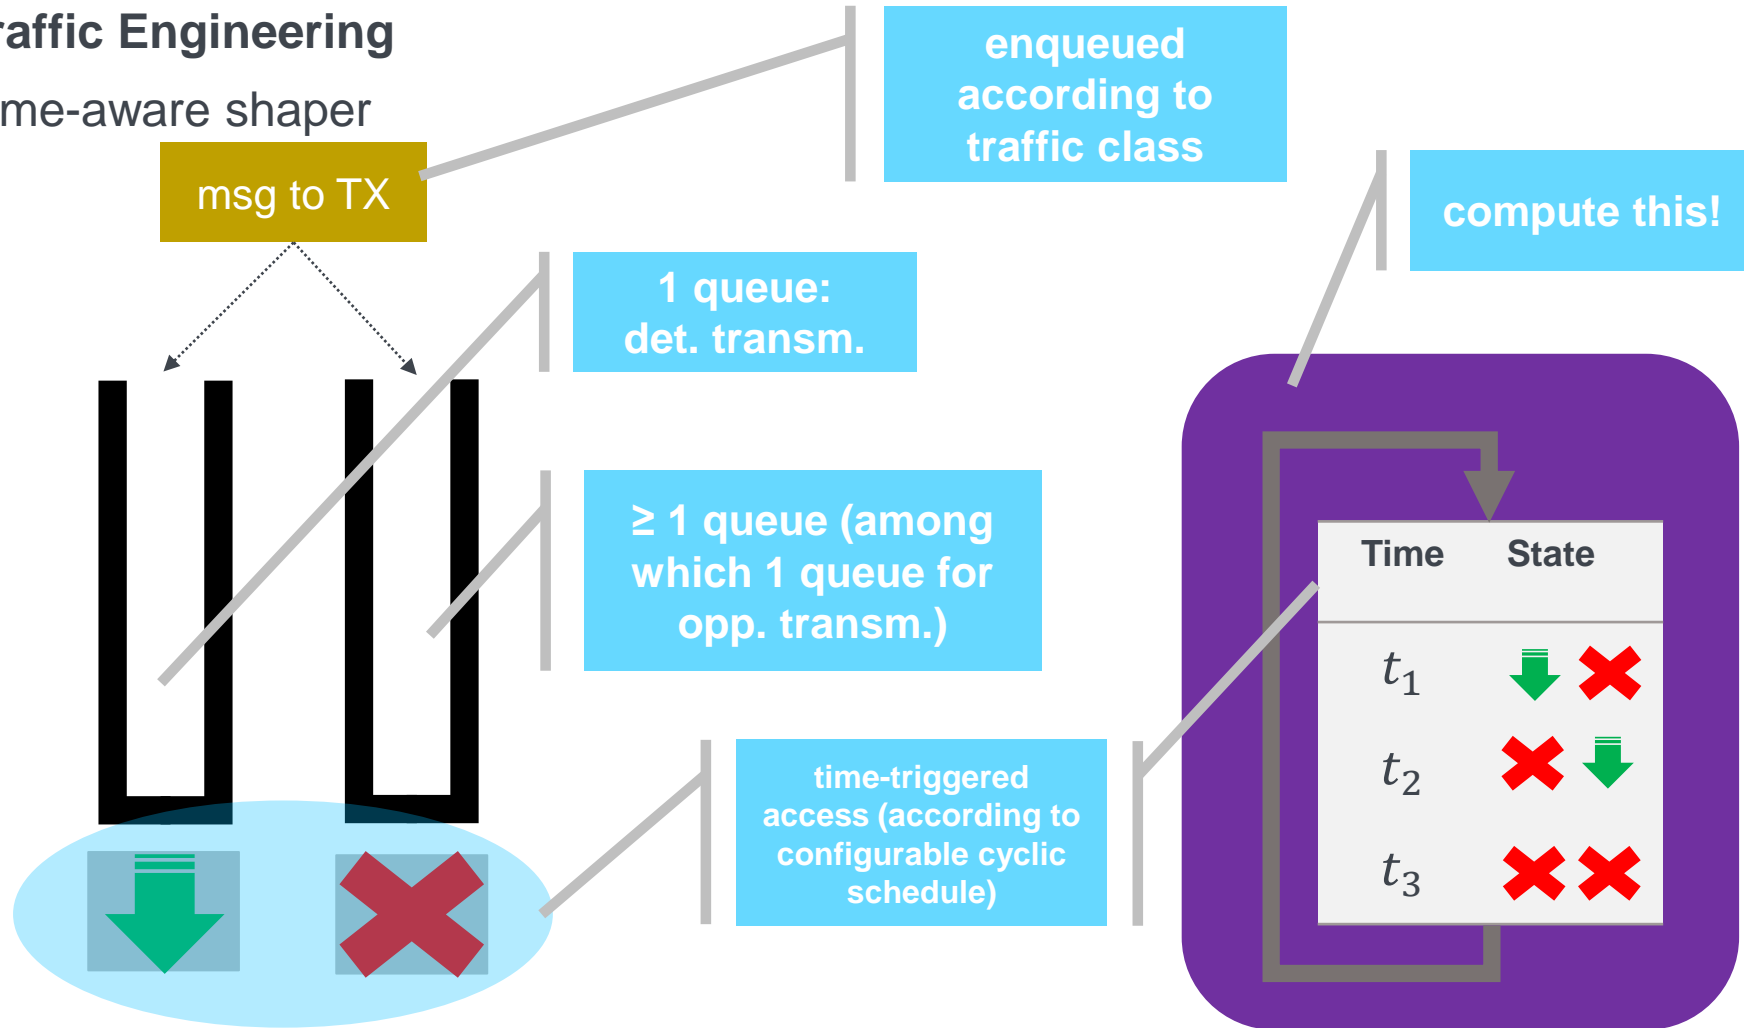 raffic Engineering
me-aware shaper
msg to TX
enqueued
according to
traffic class
compute this!
1 queue:
det. transm.
≥ 1 queue (among
which 1 queue for
opp. transm.)
time-triggered
access (according to
configurable cyclic
schedule)
Time State
t₁
t₂
t₃